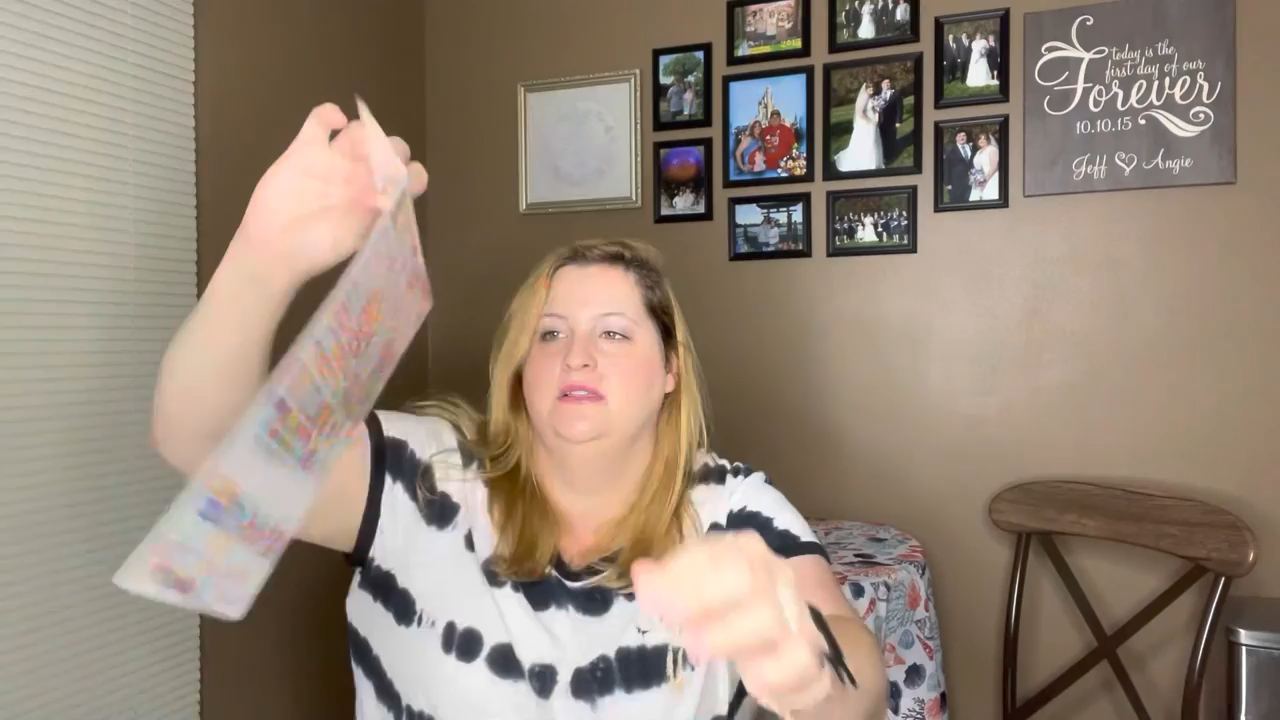 today is the
first day of our
Forever
10.10.15
Jeff Angie